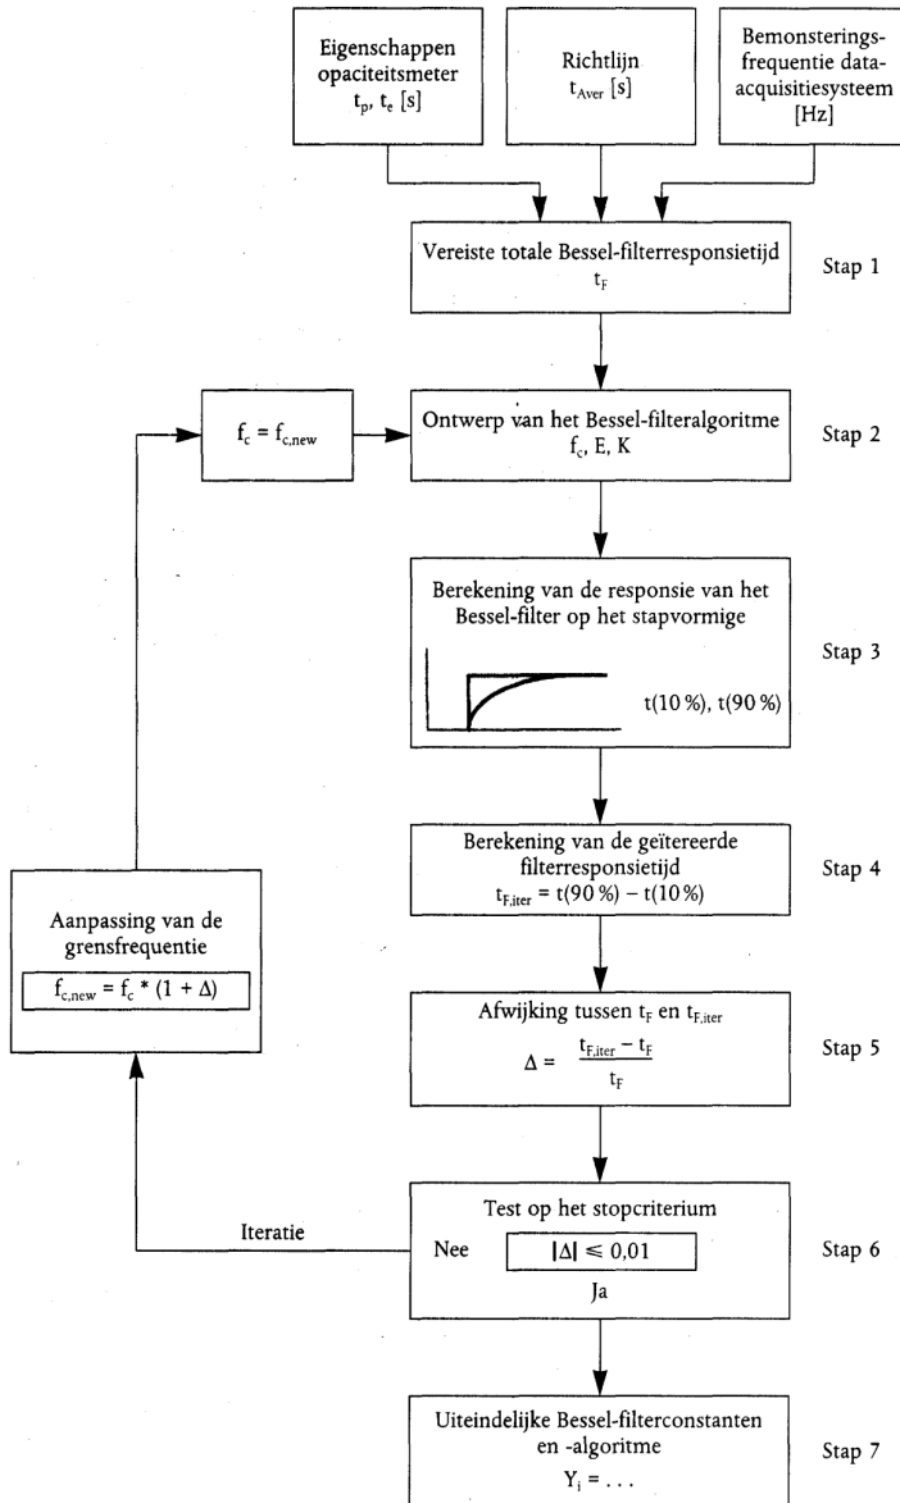 Eigenschappen
opaciteitsmeter
t_p, t_e [s]
Richtlijn
t_Aver [s]
Bemonsterings-
frequentie data-
acquisitiesysteem
[Hz]
Vereiste totale Bessel-filterresponsietijd
t_F
Stap 1
f_c = f_c,new
Ontwerp van het Bessel-filteralgoritme
f_c, E, K
Stap 2
Berekening van de responsie van het
Bessel-filter op het stapvormige
t(10 %), t(90 %)
Stap 3
Berekening van de geïtereerde
filterresponsietijd
t_F,iter = t(90 %) – t(10 %)
Stap 4
Aanpassing van de
grensfrequentie
f_c,new = f_c * (1 + Δ)
Afwijking tussen t_F en t_F,iter
Δ = (t_F,iter – t_F) / t_F
Stap 5
Iteratie
Test op het stopcriterium
Nee
|Δ| ⩽ 0,01
Ja
Stap 6
Uiteindelijke Bessel-filterconstanten
en -algoritme
Y_i = . . .
Stap 7